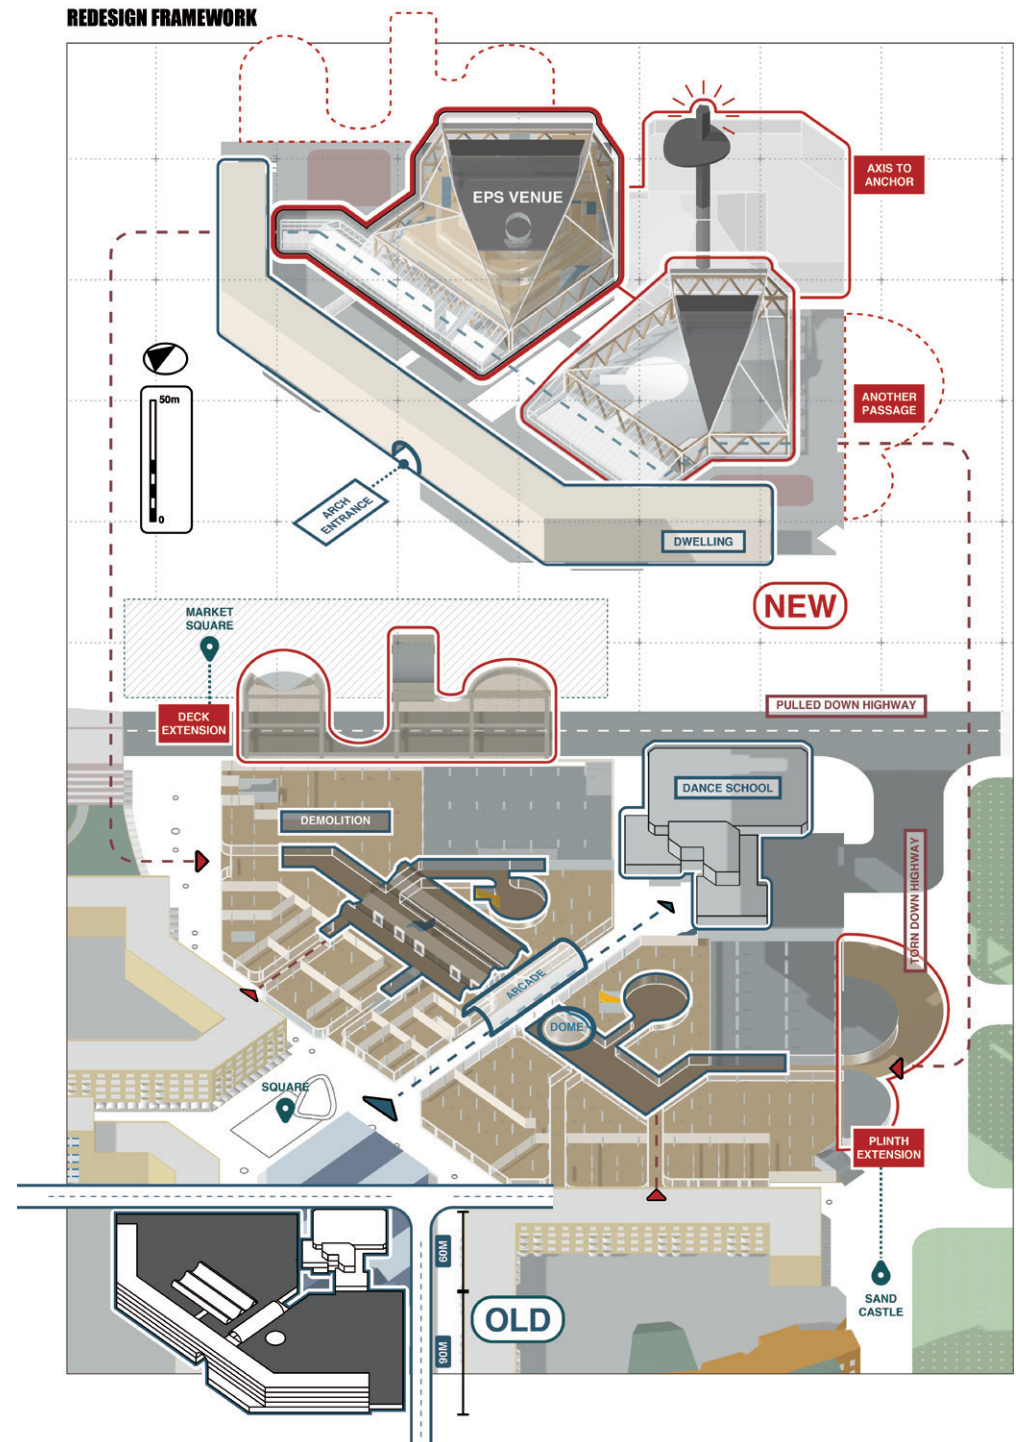 REDESIGN FRAMEWORK
EPS VENUE
AXIS TO
ANCHOR
50m
0
ANOTHER
PASSAGE
ARCH
ENTRANCE
DWELLING
NEW
MARKET
SQUARE
DECK
EXTENSION
PULLED DOWN HIGHWAY
DANCE SCHOOL
DEMOLITION
TORN DOWN HIGHWAY
ARCADE
DOME
SQUARE
PLINTH
EXTENSION
60M
SAND
CASTLE
OLD
90M